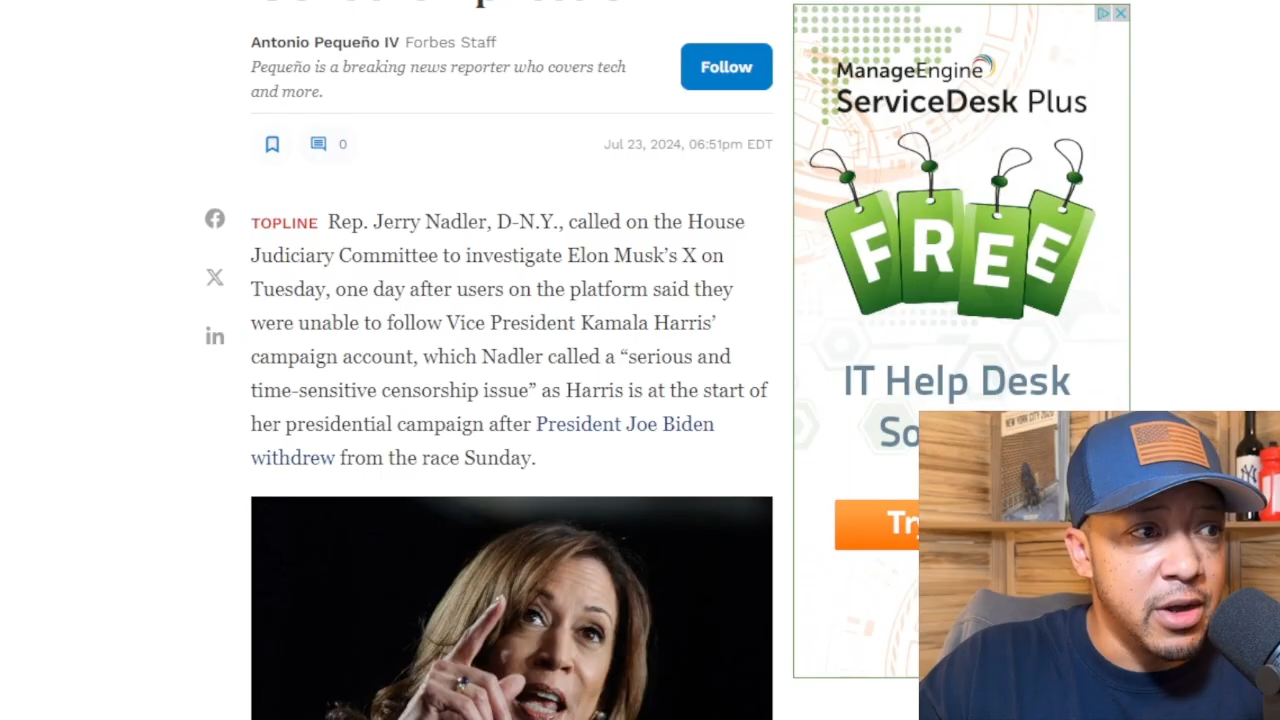 Antonio Pequeño IV Forbes Staff
Pequeño is a breaking news reporter who covers tech
and more.
Follow
0
Jul 23, 2024, 06:51pm EDT
TOPLINE Rep. Jerry Nadler, D-N.Y., called on the House
Judiciary Committee to investigate Elon Musk’s X on
Tuesday, one day after users on the platform said they
were unable to follow Vice President Kamala Harris’
campaign account, which Nadler called a “serious and
time-sensitive censorship issue” as Harris is at the start of
her presidential campaign after President Joe Biden
withdrew from the race Sunday.
ManageEngine
ServiceDesk Plus
FREE
IT Help Desk
So
Tr
NEW YORK CITY
NY